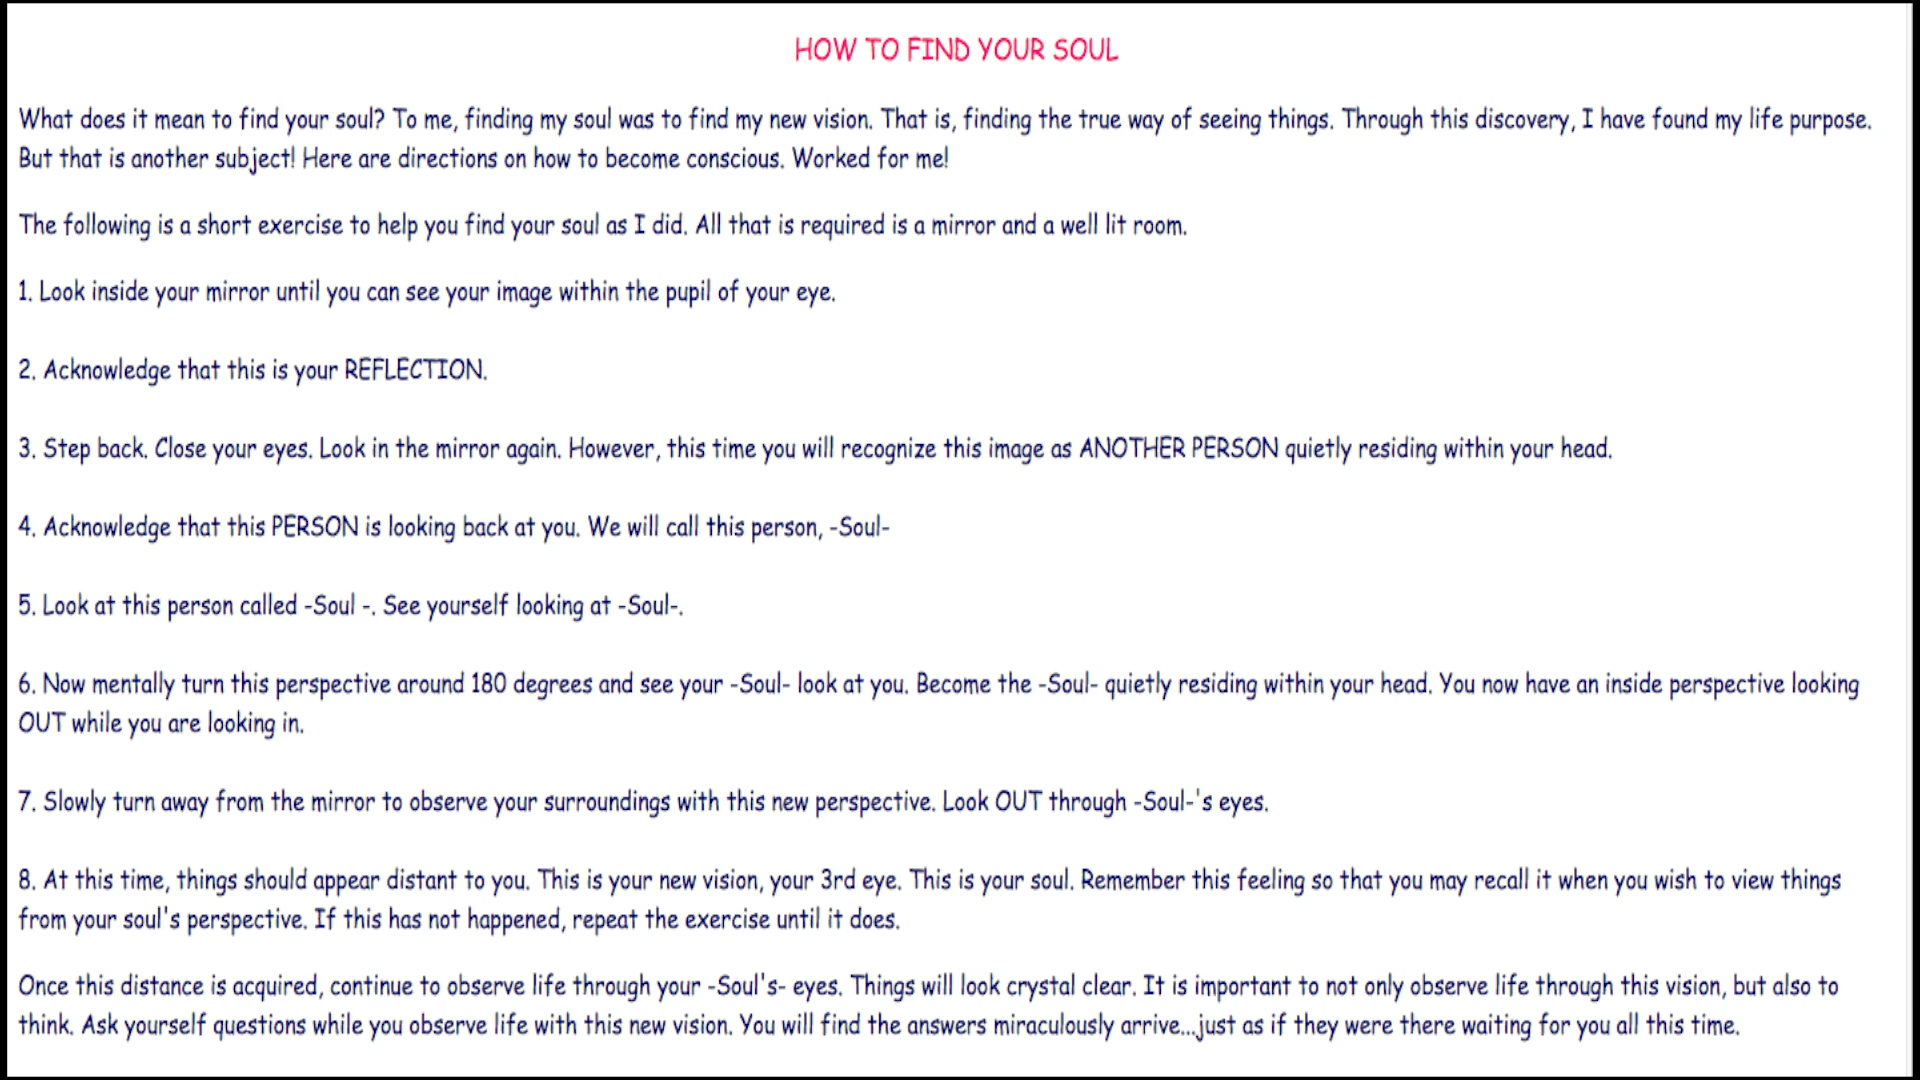 HOW TO FIND YOUR SOUL
What does it mean to find your soul? To me, finding my soul was to find my new vision. That is, finding the true way of seeing things. Through this discovery, I have found my life purpose.
But that is another subject! Here are directions on how to become conscious. Worked for me!
The following is a short exercise to help you find your soul as I did. All that is required is a mirror and a well lit room.
1. Look inside your mirror until you can see your image within the pupil of your eye.
2. Acknowledge that this is your REFLECTION.
3. Step back. Close your eyes. Look in the mirror again. However, this time you will recognize this image as ANOTHER PERSON quietly residing within your head.
4. Acknowledge that this PERSON is looking back at you. We will call this person, -Soul-
5. Look at this person called -Soul -. See yourself looking at -Soul-.
6. Now mentally turn this perspective around 180 degrees and see your -Soul- look at you. Become the -Soul- quietly residing within your head. You now have an inside perspective looking
OUT while you are looking in.
7. Slowly turn away from the mirror to observe your surroundings with this new perspective. Look OUT through -Soul-'s eyes.
8. At this time, things should appear distant to you. This is your new vision, your 3rd eye. This is your soul. Remember this feeling so that you may recall it when you wish to view things
from your soul's perspective. If this has not happened, repeat the exercise until it does.
Once this distance is acquired, continue to observe life through your -Soul's- eyes. Things will look crystal clear. It is important to not only observe life through this vision, but also to
think. Ask yourself questions while you observe life with this new vision. You will find the answers miraculously arrive...just as if they were there waiting for you all this time.